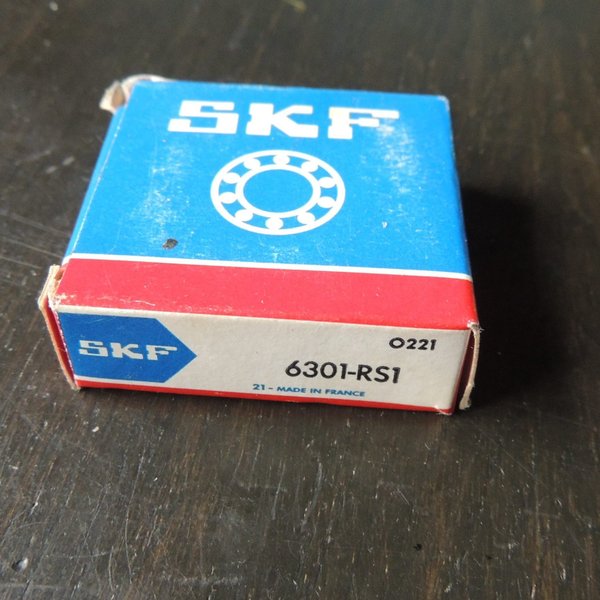 SKF
O221
SKF
6301-RS1
21 - MADE IN FRANCE